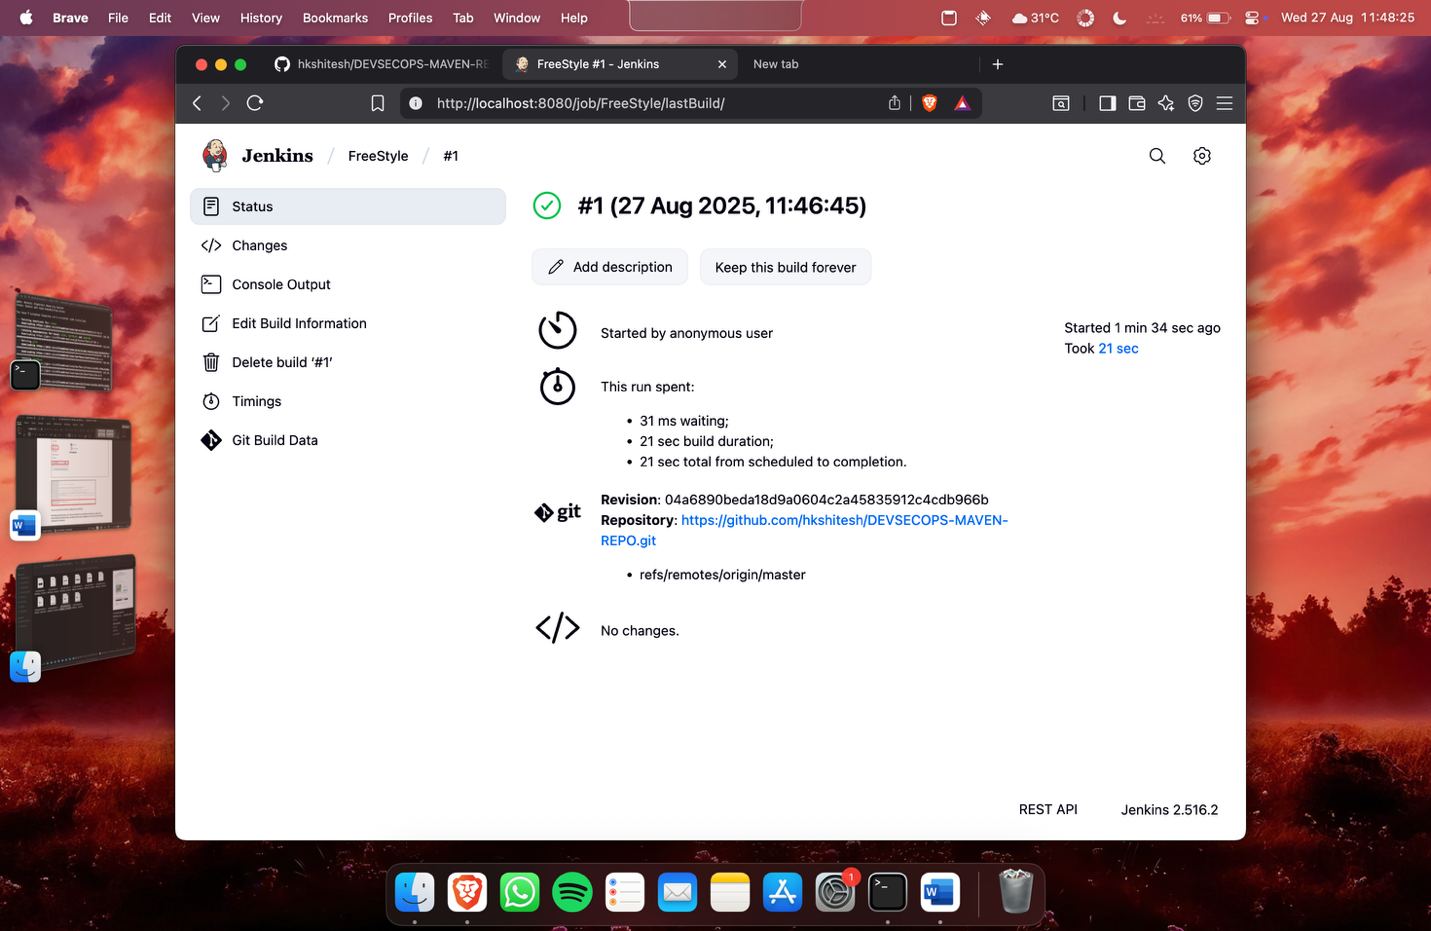 Brave File Edit View History Bookmarks Profiles Tab Window Help 31°C 61% Wed 27 Aug 11:48:25
hkshitesh/DEVSECOPS-MAVEN-RE FreeStyle #1 - Jenkins New tab
http://localhost:8080/job/FreeStyle/lastBuild/
Jenkins / FreeStyle / #1
Status
Changes
Console Output
Edit Build Information
Delete build ‘#1’
Timings
Git Build Data
#1 (27 Aug 2025, 11:46:45)
Add description Keep this build forever
Started by anonymous user
Started 1 min 34 sec ago
Took 21 sec
This run spent:
• 31 ms waiting;
• 21 sec build duration;
• 21 sec total from scheduled to completion.
git
Revision: 04a6890beda18d9a0604c2a45835912c4cdb966b
Repository: https://github.com/hkshitesh/DEVSECOPS-MAVEN-
REPO.git
• refs/remotes/origin/master
No changes.
REST API Jenkins 2.516.2
1